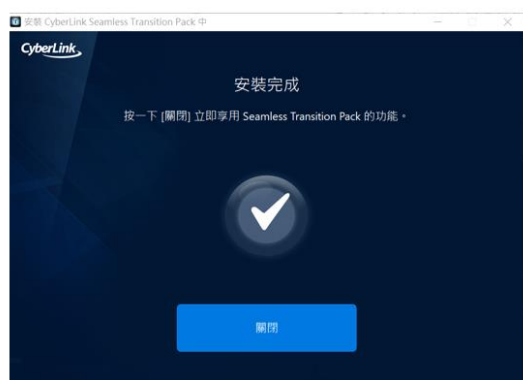 安裝 CyberLink Seamless Transition Pack 中
CyberLink
安裝完成
按一下 [關閉] 立即享用 Seamless Transition Pack 的功能。
關閉